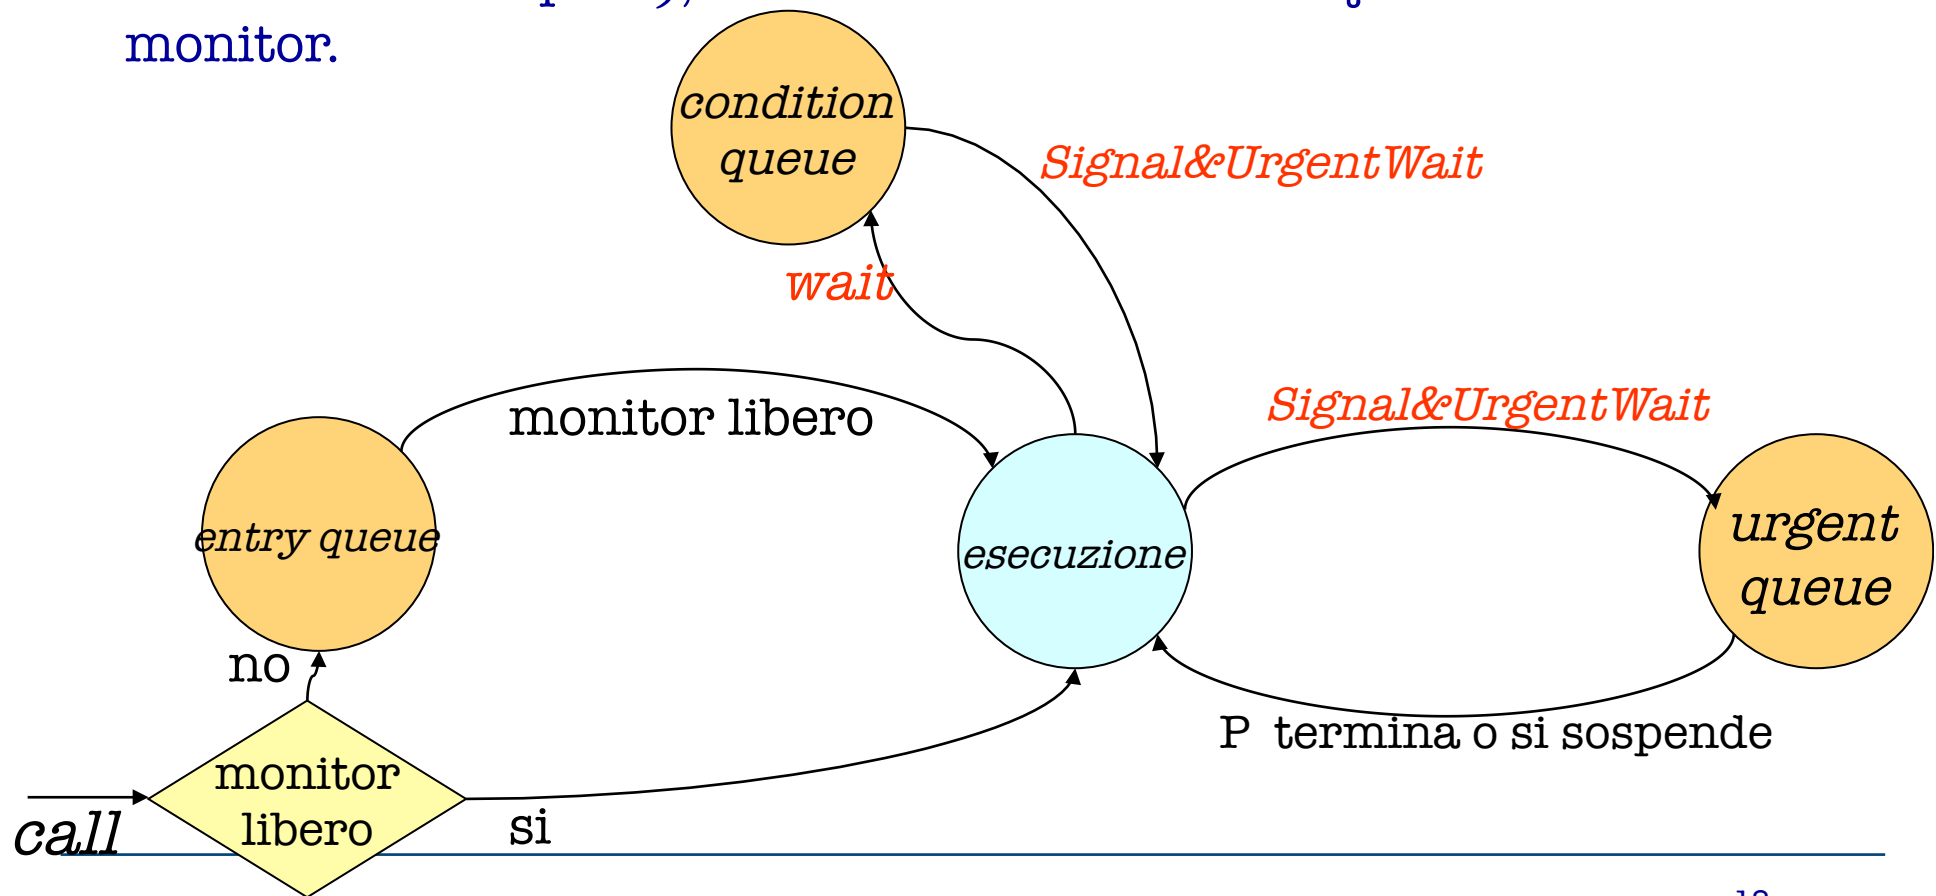 monitor.
condition
queue
Signal&UrgentWait
wait
Signal&UrgentWait
monitor libero
entry queue
esecuzione
urgent
queue
no
P termina o si sospende
monitor
libero
call
si